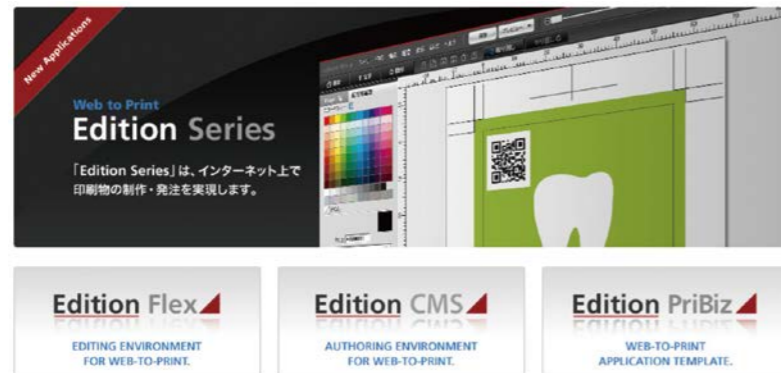 New Applications
Web to Print
Edition Series
「Edition Series」は、インターネット上で
印刷物の制作・発注を実現します。
Edition Flex
EDITING ENVIRONMENT
FOR WEB-TO-PRINT.
Edition CMS
AUTHORING ENVIRONMENT
FOR WEB-TO-PRINT.
Edition PriBiz
WEB-TO-PRINT
APPLICATION TEMPLATE.